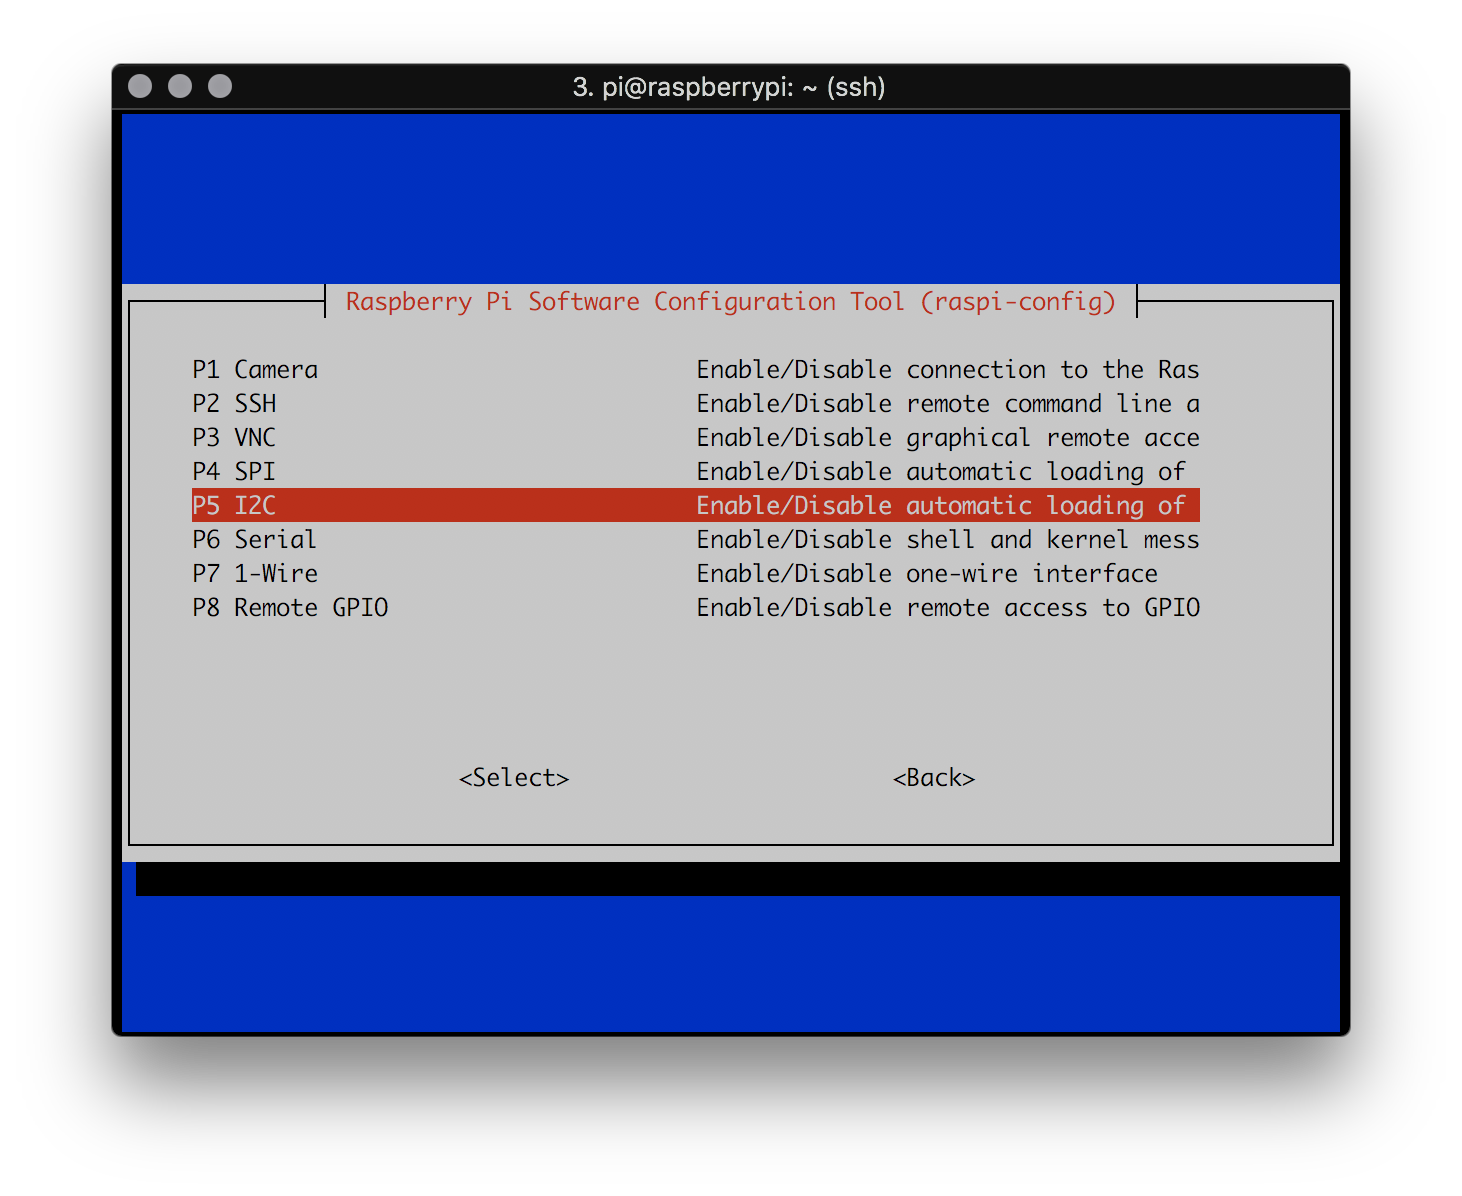 3. pi@raspberrypi: ~ (ssh)
Raspberry Pi Software Configuration Tool (raspi-config)
P1 Camera Enable/Disable connection to the Ras
P2 SSH Enable/Disable remote command line a
P3 VNC Enable/Disable graphical remote acce
P4 SPI Enable/Disable automatic loading of
P5 I2C Enable/Disable automatic loading of
P6 Serial Enable/Disable shell and kernel mess
P7 1-Wire Enable/Disable one-wire interface
P8 Remote GPIO Enable/Disable remote access to GPIO
<Select> <Back>